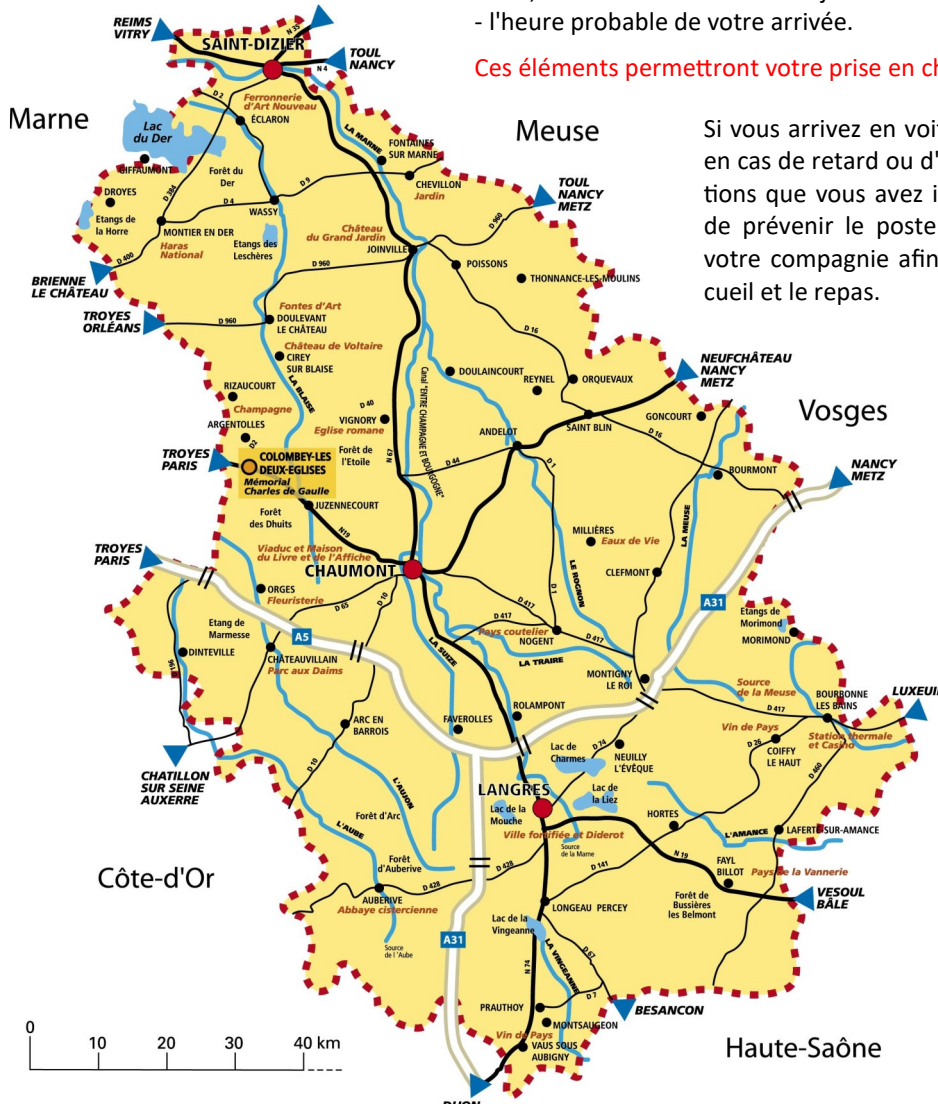 - l'heure probable de votre arrivée.
Ces éléments permettront votre prise en ch
Si vous arrivez en voit
en cas de retard ou d'
tions que vous avez i
de prévenir le poste
votre compagnie afin
cueil et le repas.
REIMS
VITRY
N 35
SAINT-DIZIER
TOUL
NANCY
N 4
Marne
Meuse
Ferronnerie
d'Art Nouveau
D 2
ÉCLARON
LA MARNE
Lac
du Der
GIFFAUMONT
FONTAINES
SUR MARNE
Forêt du
Der
D 9
CHEVILLON
Jardin
DROYES
D 384
D 4
WASSY
TOUL
NANCY
METZ
Etangs de
la Horre
MONTIER EN DER
Haras
National
Etangs des
Leschères
Château
du Grand Jardin
JOINVILLE
D 960
D 400
D 960
POISSONS
BRIENNE
LE CHÂTEAU
THONNANCE-LES-MOULINS
TROYES
ORLÉANS
Fontes d'Art
D 960
DOULEVANT
LE CHÂTEAU
D 16
Château de Voltaire
CIREY
SUR BLAISE
NEUFCHÂTEAU
NANCY
METZ
DOULAINCOURT
REYNEL
ORQUEVAUX
RIZAUCOURT
LA BLAISE
Canal "ENTRE CHAMPAGNE ET BOURGOGNE"
Champagne
D 40
VIGNORY
Eglise romane
SAINT BLIN
GONCOURT
Vosges
ARGENTOLLES
D2
ANDELOT
D 16
TROYES
PARIS
COLOMBEY-LES
DEUX-EGLISES
Mémorial
Charles de Gaulle
Forêt de
l'Etoile
N 67
D 44
D 1
BOURMONT
NANCY
METZ
JUZENNECOURT
Forêt
des Dhuits
N19
MILLIÈRES
Eaux de Vie
LA MEUSE
TROYES
PARIS
Viaduc et Maison
du Livre et de l'Affiche
CHAUMONT
LE ROGNON
D 1
CLEFMONT
ORGES
Fleuristerie
D 65
D 10
D 417
A31
Etangs de
Morimond
MORIMOND
Etang de
Marmesse
A5
LA SUIZE
Pays coutelier
NOGENT
D 417
DINTEVILLE
CHÂTEAUVILLAIN
Parc aux Daims
LA TRAIRE
MONTIGNY
LE ROI
Source
de la Meuse
BOURBONNE
LES BAINS
LUXEUIL
D 417
ARC EN
BARROIS
FAVEROLLES
ROLAMPONT
Vin de Pays
D 26
COIFFY
LE HAUT
Station thermale
et Casino
D 74
NEUILLY
L'ÉVÊQUE
Lac de
Charmes
D 460
CHATILLON
SUR SEINE
AUXERRE
D 10
L'AUJON
LANGRES
Lac de
la Liez
Lac de la
Mouche
L'AUBE
Forêt d'Arc
HORTES
Ville fortifiée et Diderot
L'AMANCE
LAFERTÉ-SUR-AMANCE
Source
de la Marne
N 19
Côte-d'Or
Forêt
d'Auberive
D 141
FAYL
BILLOT
Pays de la Vannerie
D 428
D 428
AUBERIVE
Abbaye cistercienne
VESOUL
BÂLE
Forêt de
Bussières
les Belmont
LONGEAU PERCEY
Lac de la
Vingeanne
A31
Source
de l'Aube
N 74
LA VINGEANNE
D 67
D 7
BESANCON
PRAUTHOY
MONTSAUGEON
Vin de Pays
VAUS SOUS
AUBIGNY
Haute-Saône
0
10
20
30
40 km